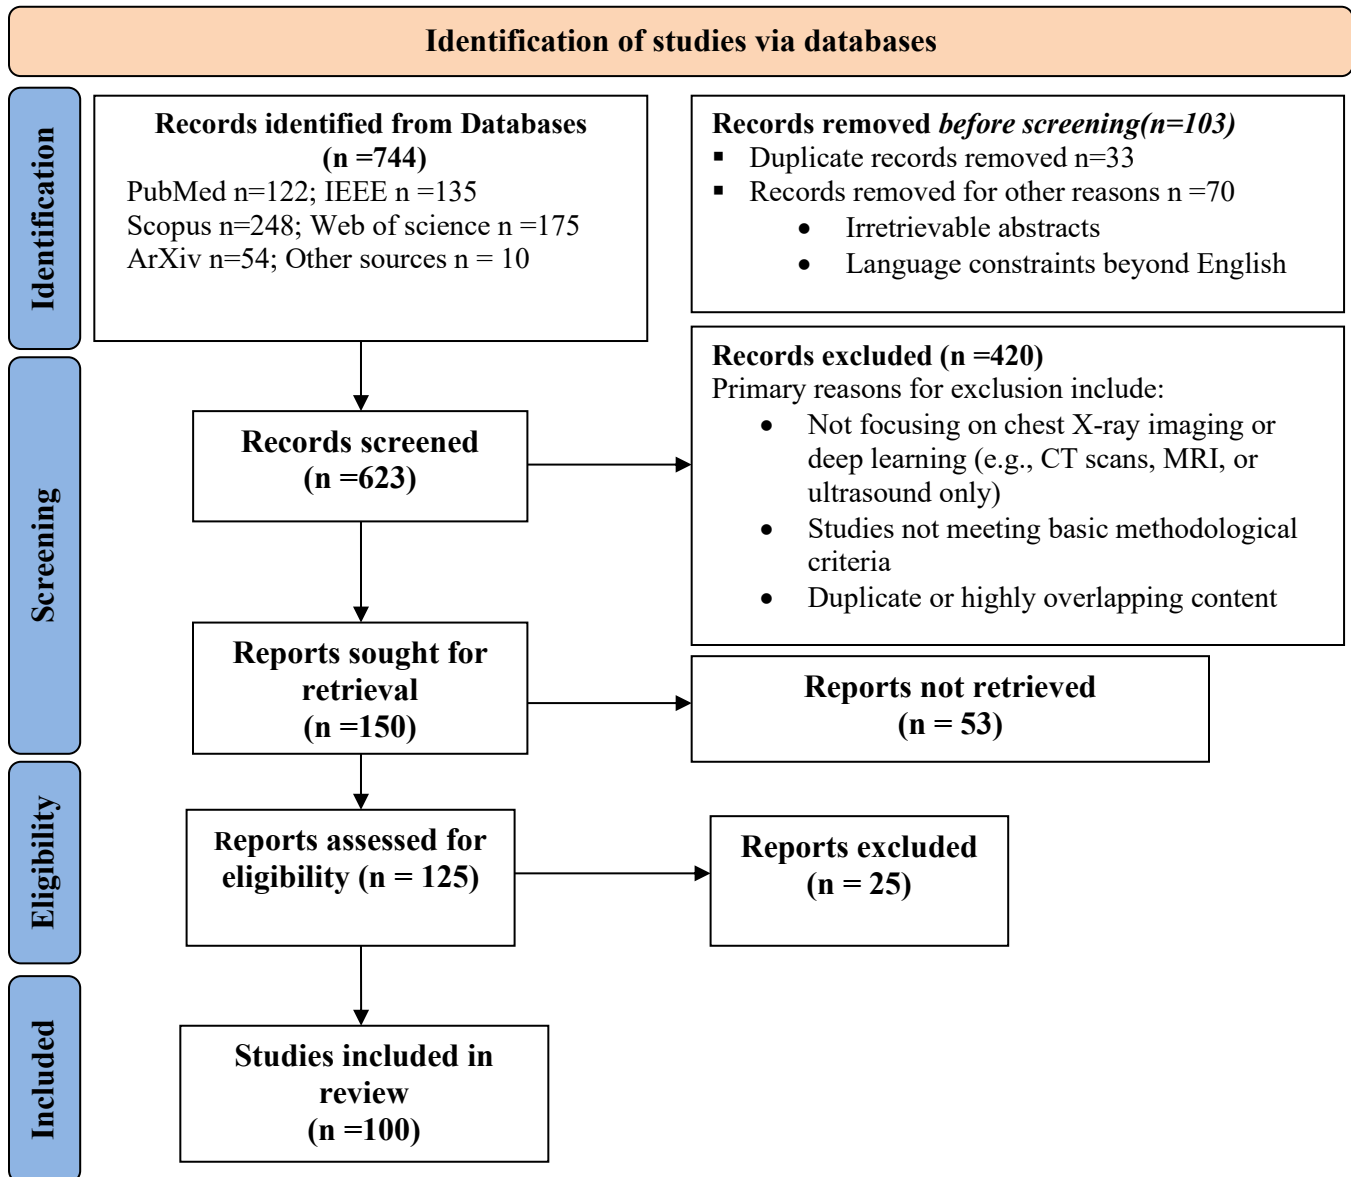 Identification of studies via databases
Identification
Records identified from Databases
(n =744)
PubMed n=122; IEEE n =135
Scopus n=248; Web of science n =175
ArXiv n=54; Other sources n = 10
Records removed before screening(n=103)
▪ Duplicate records removed n=33
▪ Records removed for other reasons n =70
• Irretrievable abstracts
• Language constraints beyond English
Screening
Records screened
(n =623)
Records excluded (n =420)
Primary reasons for exclusion include:
• Not focusing on chest X-ray imaging or
deep learning (e.g., CT scans, MRI, or
ultrasound only)
• Studies not meeting basic methodological
criteria
• Duplicate or highly overlapping content
Reports sought for
retrieval
(n =150)
Reports not retrieved
(n = 53)
Eligibility
Reports assessed for
eligibility (n = 125)
Reports excluded
(n = 25)
Included
Studies included in
review
(n =100)